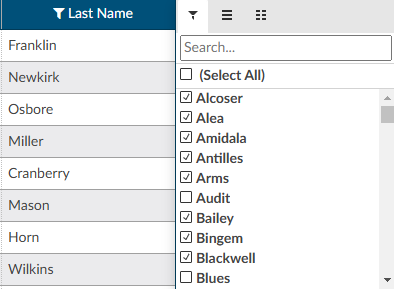 Last Name
Franklin
Newkirk
Osbore
Miller
Cranberry
Mason
Horn
Wilkins
Search...
(Select All)
Alcoser
Alea
Amidala
Antilles
Arms
Audit
Bailey
Bingem
Blackwell
Blues